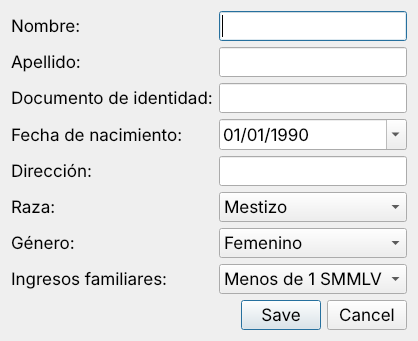 Nombre:
Apellido:
Documento de identidad:
Fecha de nacimiento: 01/01/1990
Dirección:
Raza: Mestizo
Género: Femenino
Ingresos familiares: Menos de 1 SMMLV
Save Cancel